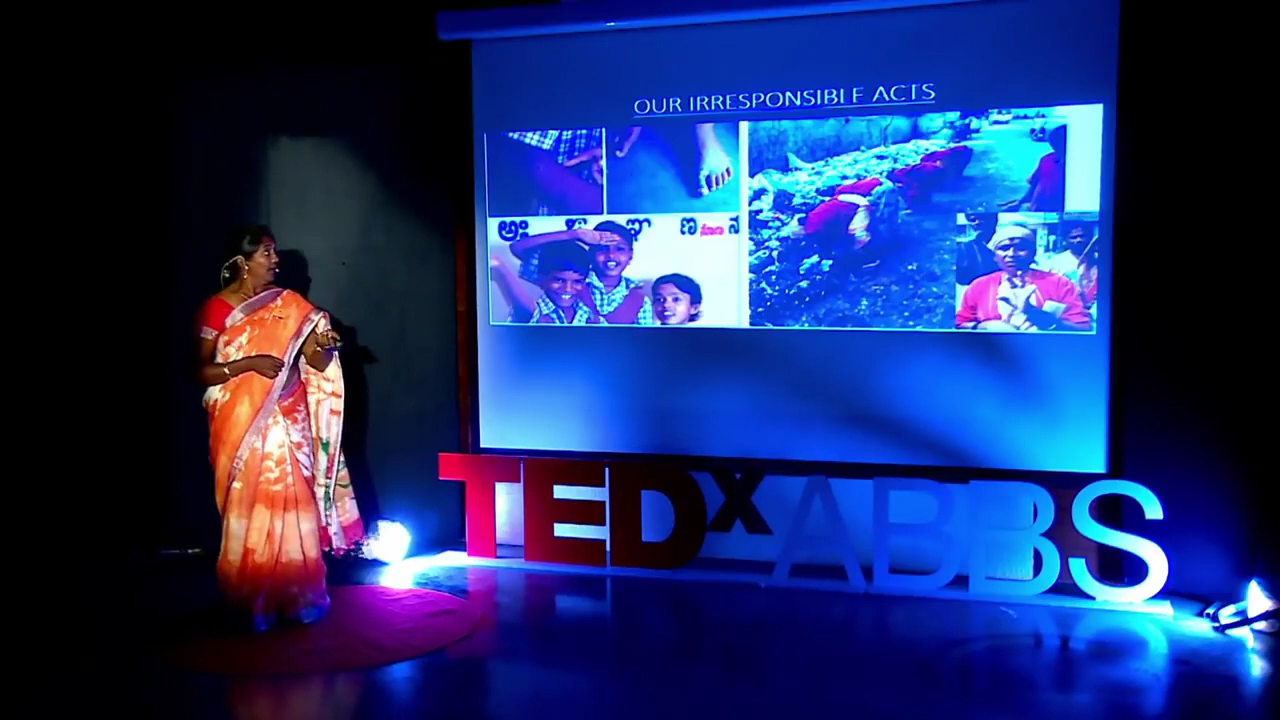 OUR IRRESPONSIBLE ACTS
ಅಃ
ಣ
ನ
TEDxABBS